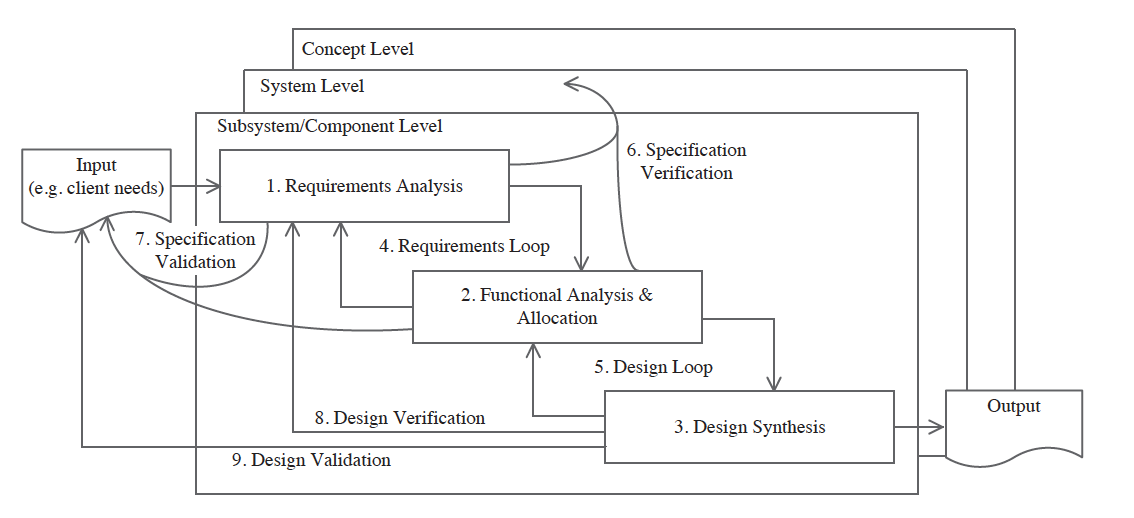 Concept Level
System Level
Subsystem/Component Level
Input
(e.g. client needs)
1. Requirements Analysis
6. Specification
Verification
7. Specification
Validation
4. Requirements Loop
2. Functional Analysis &
Allocation
5. Design Loop
8. Design Verification
3. Design Synthesis
Output
9. Design Validation